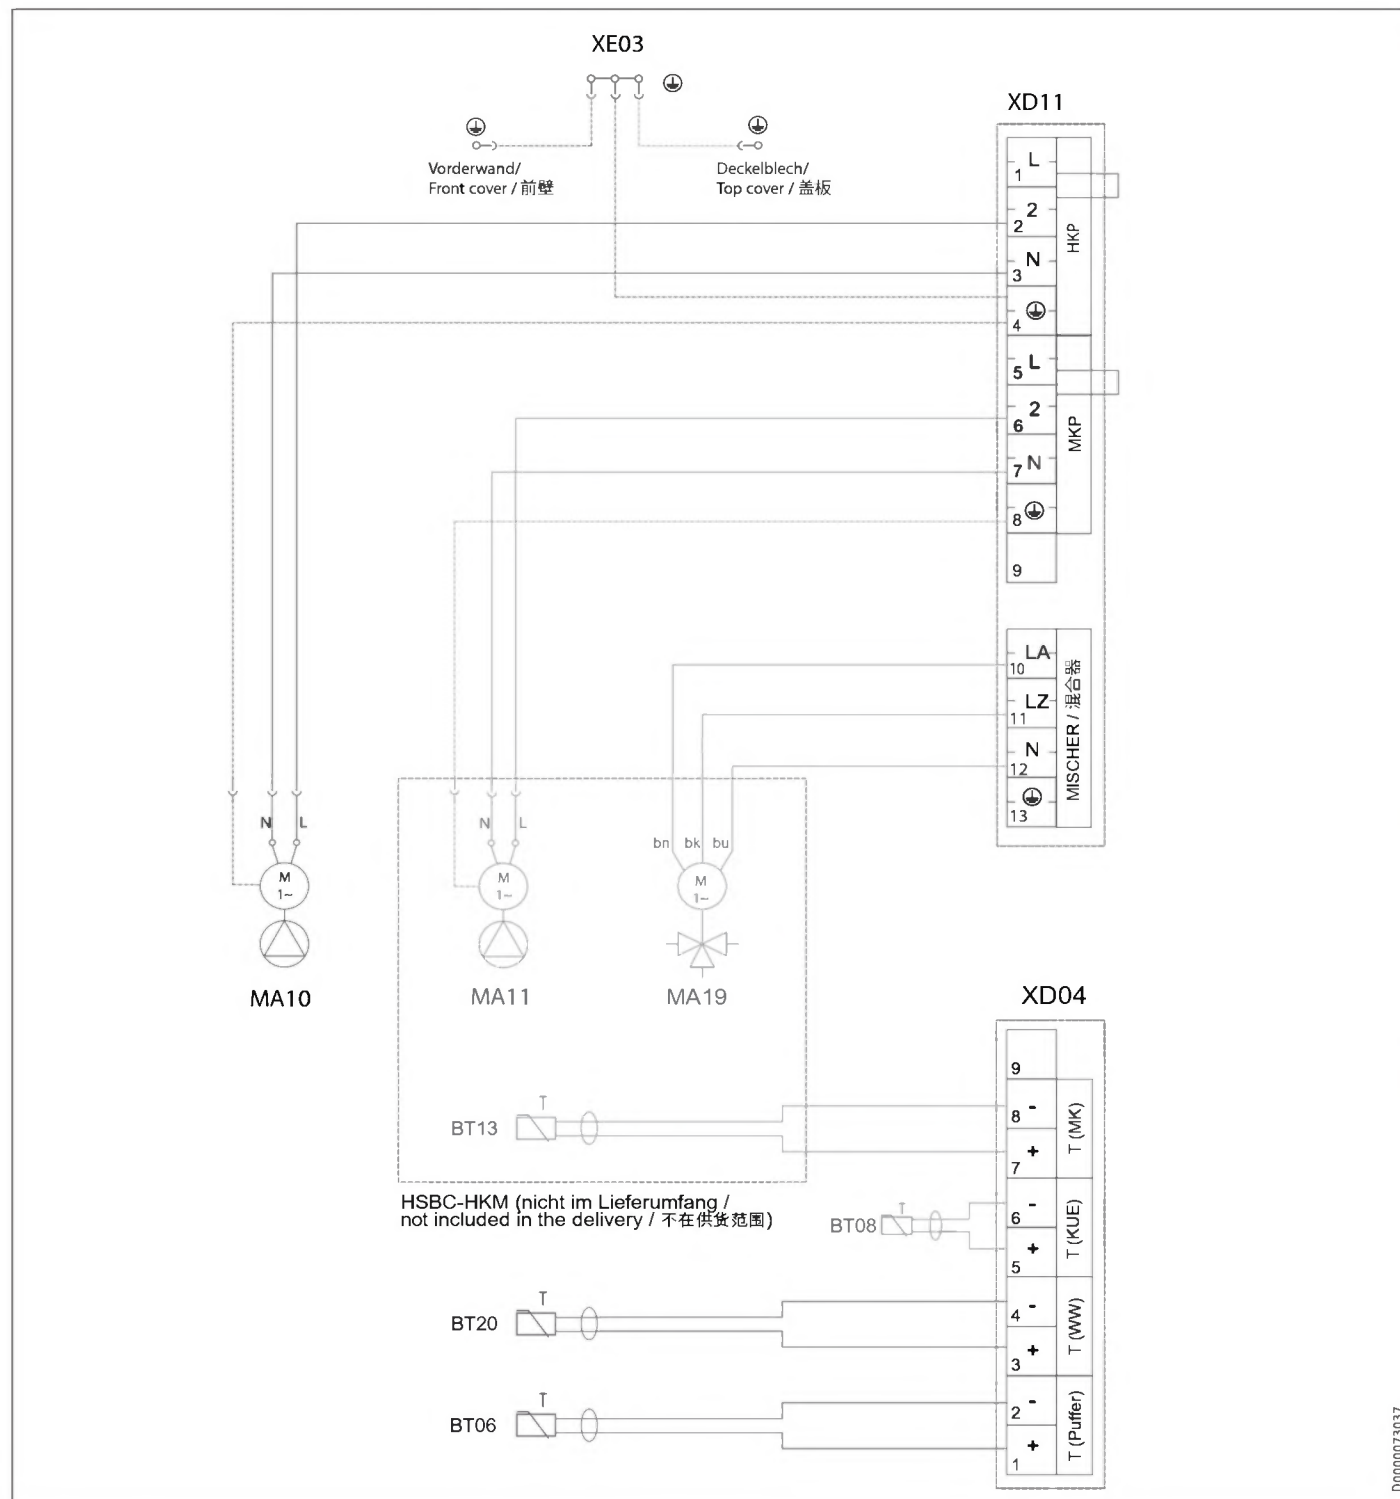 XE03
XD11
Vorderwand/
Front cover / 前壁
Deckelblech/
Top cover / 盖板
1 L
2 2
3 N
4
HKP
5 L
6 2
7 N
8
MKP
9
10 LA
11 LZ
12 N
13
MISCHER / 混合器
N L
M
1~
MA10
N L
M
1~
MA11
bn bk bu
M
1~
MA19
XD04
9
8 -
7 +
T (MK)
6 -
5 +
T (KUE)
4 -
3 +
T (WW)
2 -
1 +
T (Puffer)
T
BT13
HSBC-HKM (nicht im Lieferumfang /
not included in the delivery / 不在供货范围)
T
BT08
T
BT20
T
BT06
D0000073037